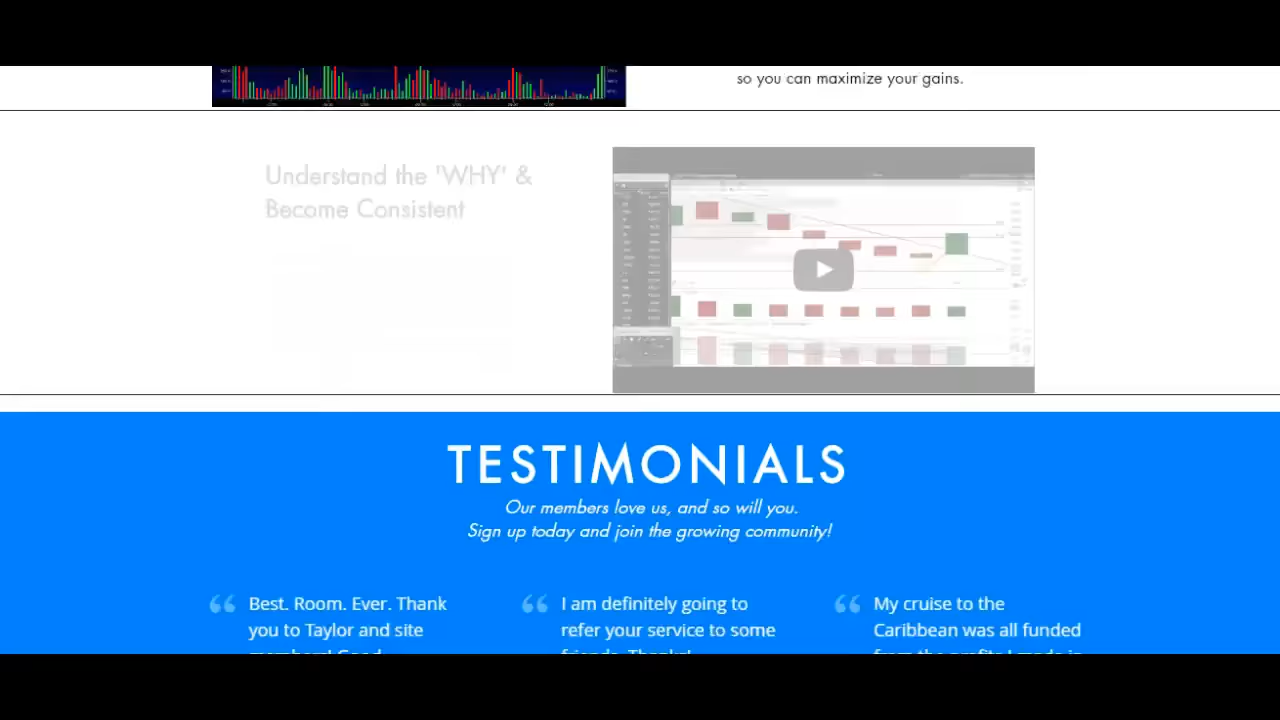 so you can maximize your gains.
Understand the 'WHY' &
Become Consistent
TESTIMONIALS
Our members love us, and so will you.
Sign up today and join the growing community!
Best. Room. Ever. Thank
you to Taylor and site
I am definitely going to
refer your service to some
My cruise to the
Caribbean was all funded